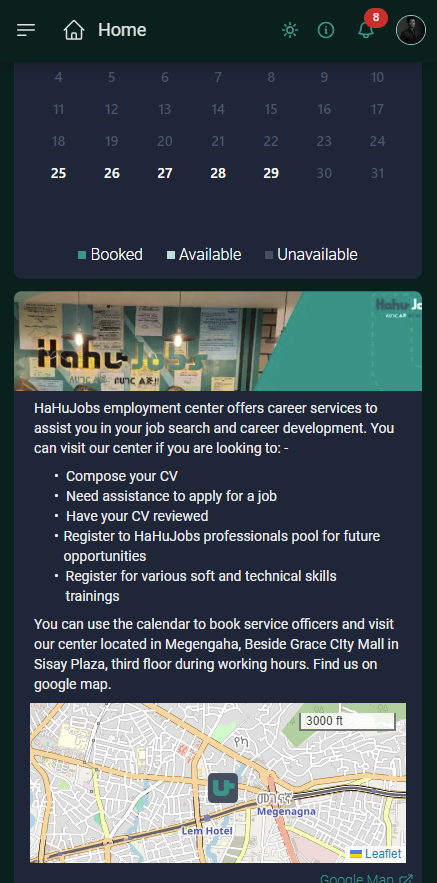 Home
8
4 5 6 7 8 9 10
11 12 13 14 15 16 17
18 19 20 21 22 23 24
25 26 27 28 29 30 31
Booked Available Unavailable
Hahu Jobs
HaHuJobs employment center offers career services to
assist you in your job search and career development. You
can visit our center if you are looking to: -
• Compose your CV
• Need assistance to apply for a job
• Have your CV reviewed
• Register to HaHuJobs professionals pool for future
opportunities
• Register for various soft and technical skills
trainings
You can use the calendar to book service officers and visit
our center located in Megengaha, Beside Grace CIty Mall in
Sisay Plaza, third floor during working hours. Find us on
google map.
3000 ft
መገናኛ
Megenagna
Lem Hotel
Leaflet
Google Map